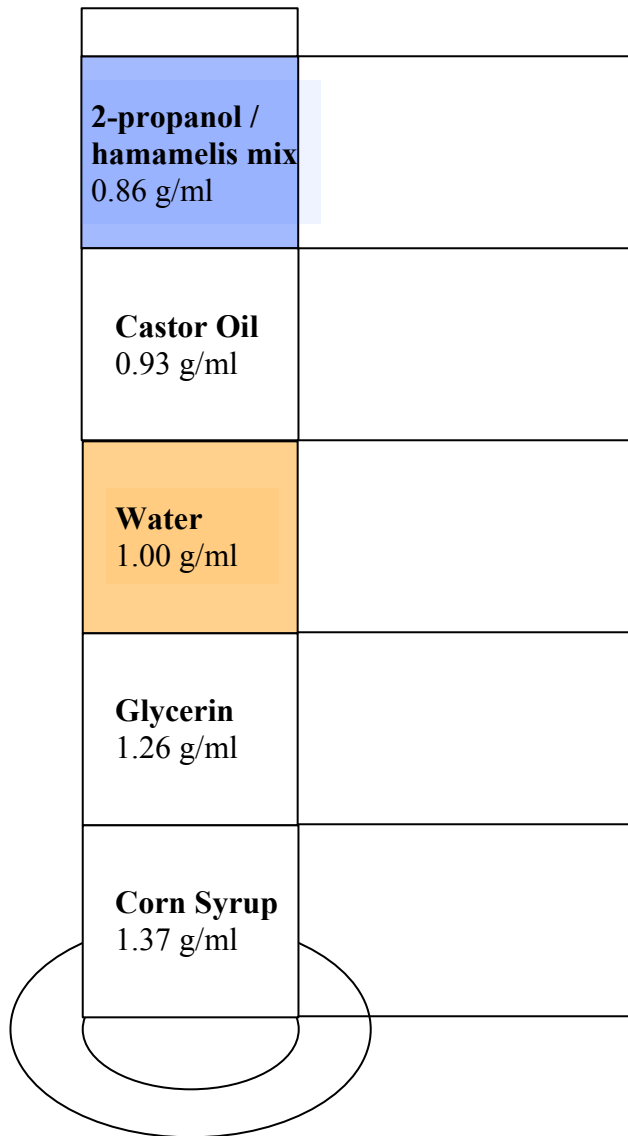 2-propanol /
hamamelis mix
0.86 g/ml
Castor Oil
0.93 g/ml
Water
1.00 g/ml
Glycerin
1.26 g/ml
Corn Syrup
1.37 g/ml